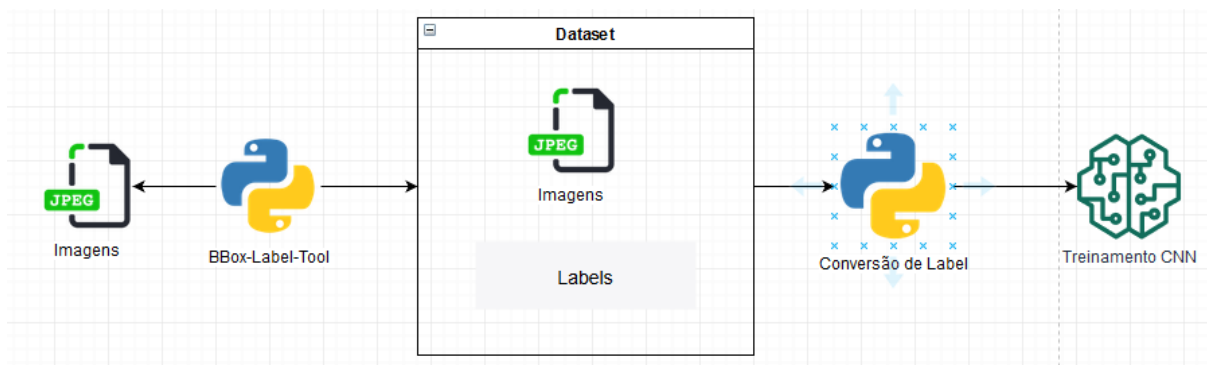 Dataset
JPEG
Imagens
JPEG
Imagens
BBox-Label-Tool
Labels
Conversão de Label
Treinamento CNN